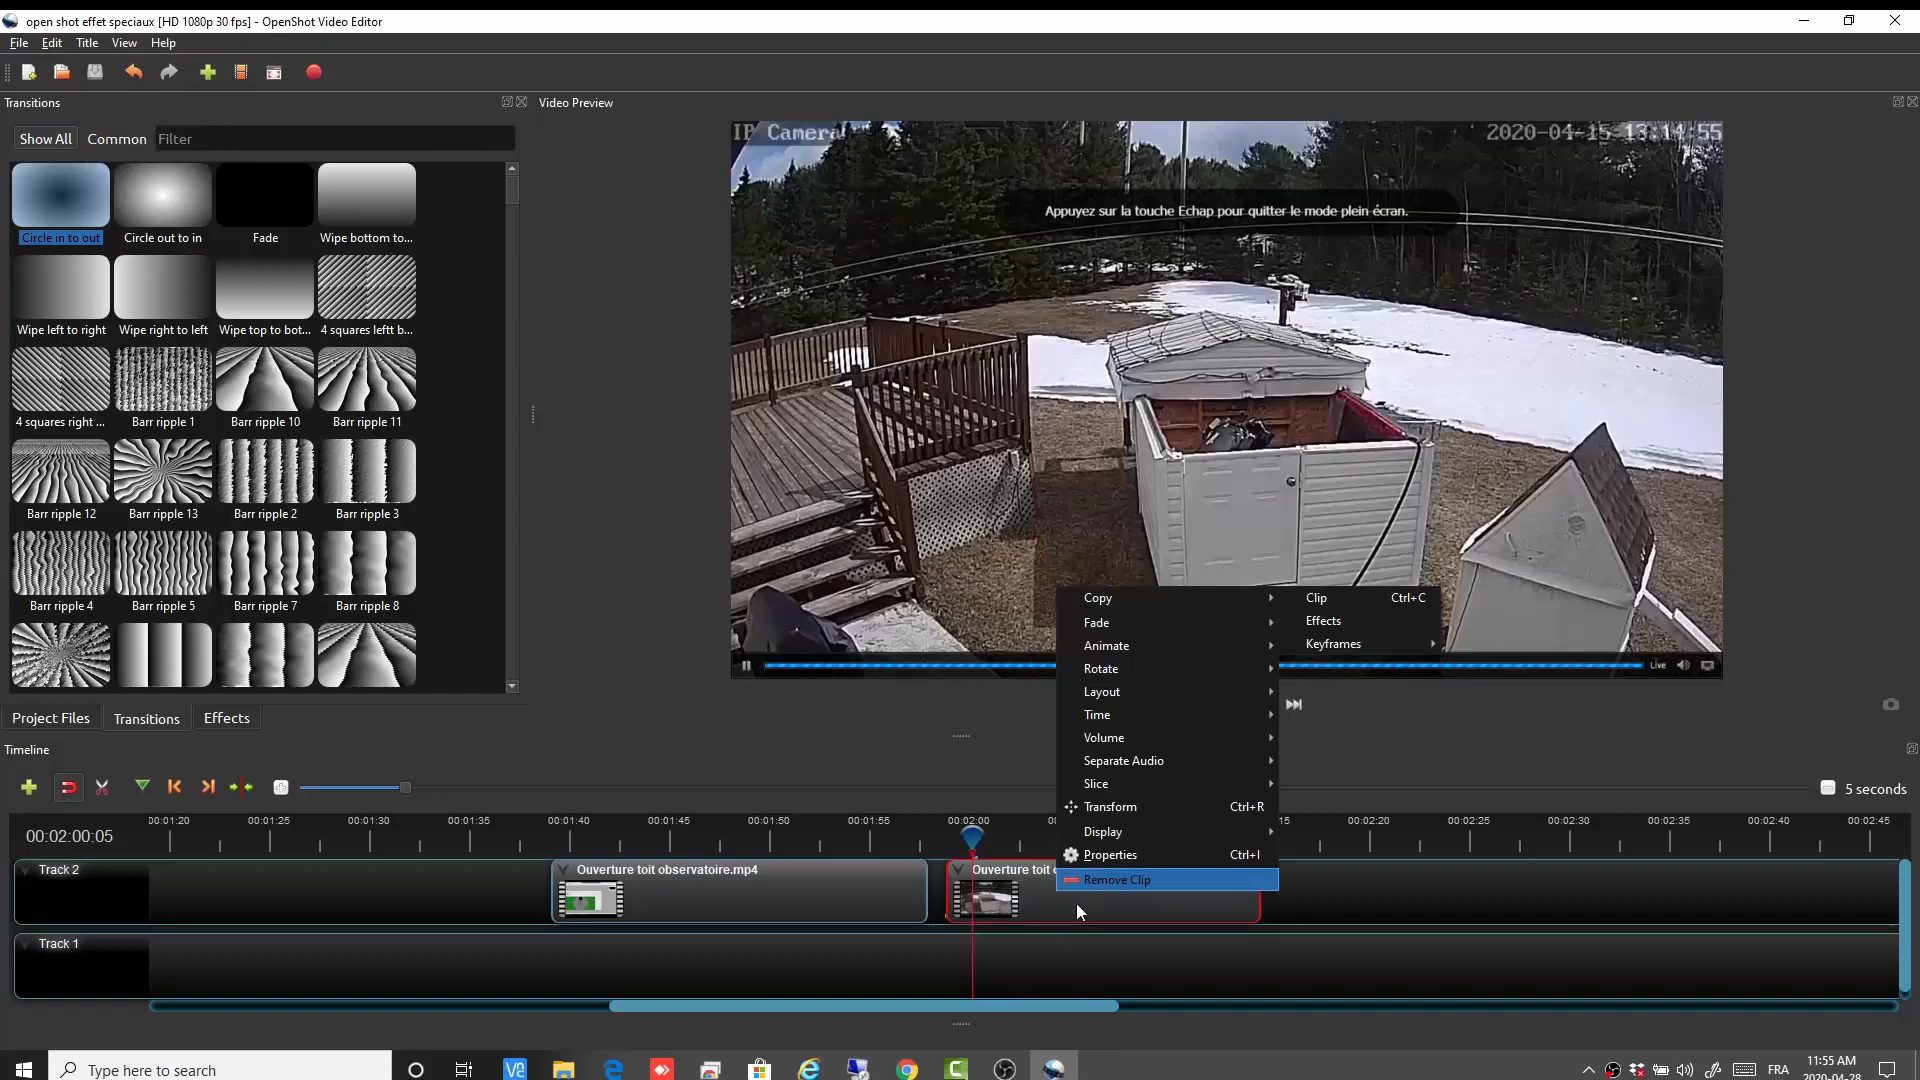 open shot effet speciaux [HD 1080p 30 fps] - OpenShot Video Editor
File Edit Title View Help
Transitions
Video Preview
Show All Common Filter
IP Camera 2020-04-15 13:14:55
Appuyez sur la touche Echap pour quitter le mode plein écran.
Circle in to out Circle out to in Fade Wipe bottom to...
Wipe left to right Wipe right to left Wipe top to bot... 4 squares leftt b...
4 squares right ... Barr ripple 1 Barr ripple 10 Barr ripple 11
Barr ripple 12 Barr ripple 13 Barr ripple 2 Barr ripple 3
Barr ripple 4 Barr ripple 5 Barr ripple 7 Barr ripple 8
Live
Copy
Fade
Animate
Rotate
Layout
Time
Volume
Separate Audio
Slice
Transform Ctrl+R
Display
Properties Ctrl+I
Remove Clip
Clip Ctrl+C
Effects
Keyframes
Project Files Transitions Effects
Timeline
5 seconds
00:02:00:05
00:01:20 00:01:25 00:01:30 00:01:35 00:01:40 00:01:45 00:01:50 00:01:55 00:02:00 00:02:20 00:02:25 00:02:30 00:02:35 00:02:40 00:02:45
Track 2
Ouverture toit observatoire.mp4
Ouverture toit
Track 1
Type here to search
FRA
11:55 AM
2020-04-28